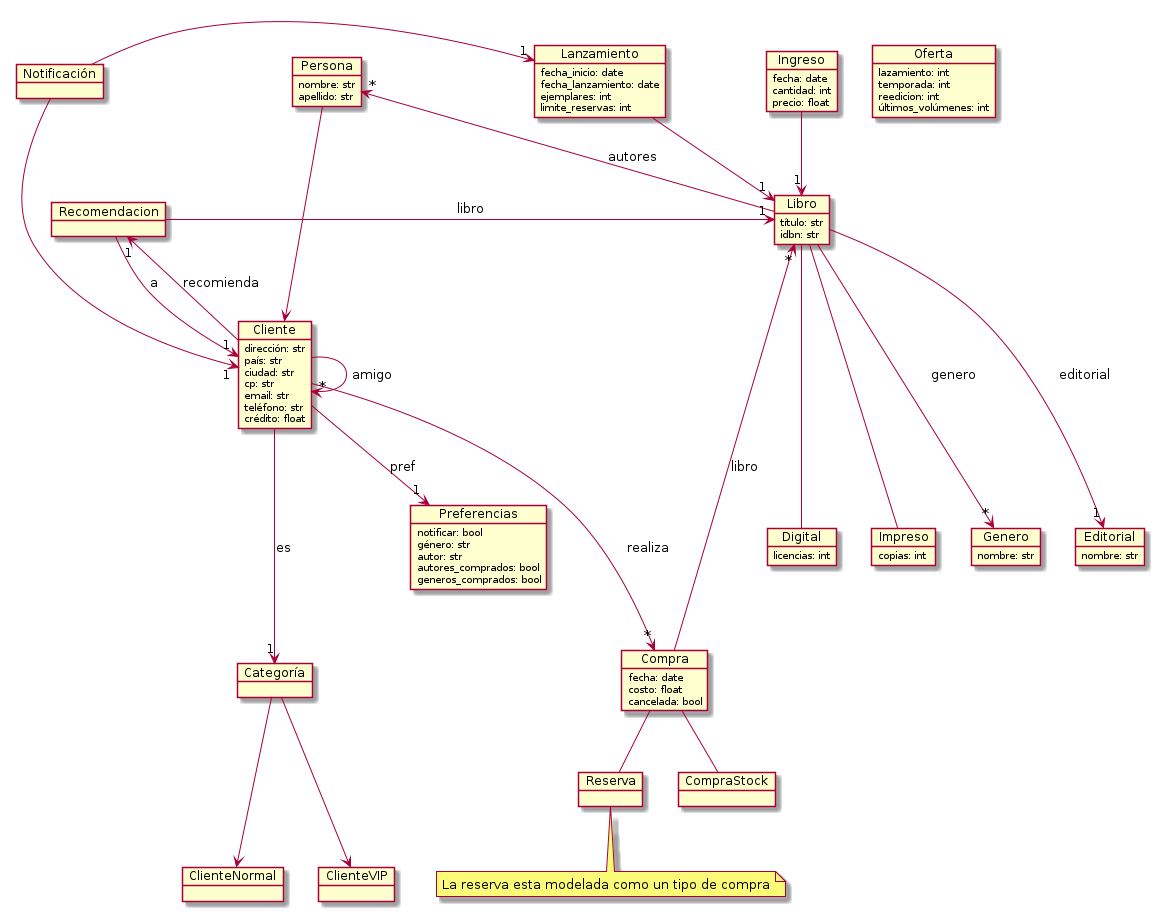 Notificación
1
Persona
nombre: str
apellido: str
*
Lanzamiento
fecha_inicio: date
fecha_lanzamiento: date
ejemplares: int
limite_reservas: int
Ingreso
fecha: date
cantidad: int
precio: float
Oferta
lazamiento: int
temporada: int
reedicion: int
últimos_volúmenes: int
autores
1
1
Recomendacion
libro
1
Libro
título: str
idbn: str
1
a
recomienda
*
1
1
Cliente
dirección: str
país: str
ciudad: str
cp: str
email: str
teléfono: str
crédito: float
amigo
*
genero
editorial
pref
1
libro
Preferencias
notificar: bool
género: str
autor: str
autores_comprados: bool
generos_comprados: bool
*
1
Digital
licencias: int
Impreso
copias: int
Genero
nombre: str
Editorial
nombre: str
es
realiza
1
*
Categoría
Compra
fecha: date
costo: float
cancelada: bool
Reserva
CompraStock
ClienteNormal
ClienteVIP
La reserva esta modelada como un tipo de compra